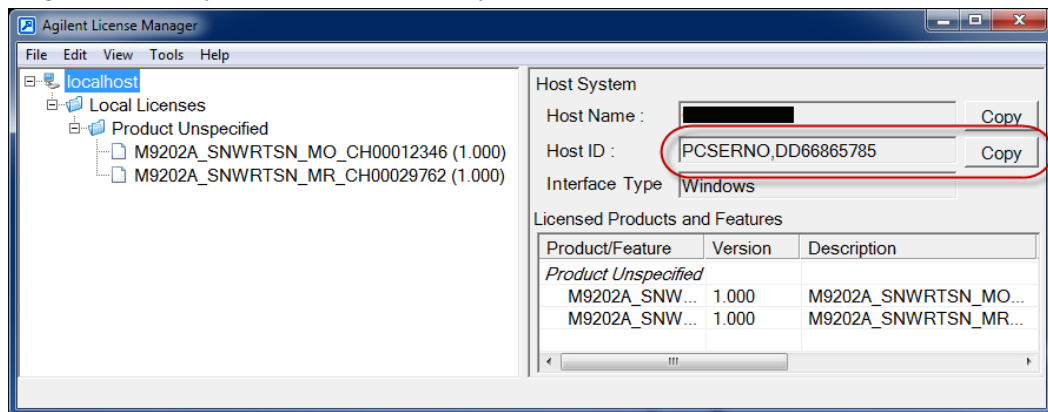 Agilent License Manager
File Edit View Tools Help
localhost
Local Licenses
Product Unspecified
M9202A_SNWRTSN_MO_CH00012346 (1.000)
M9202A_SNWRTSN_MR_CH00029762 (1.000)
Host System
Host Name : Copy
Host ID : PCSERNO,DD66865785 Copy
Interface Type Windows
Licensed Products and Features
Product/Feature Version Description
Product Unspecified
M9202A_SNW... 1.000 M9202A_SNWRTSN_MO...
M9202A_SNW... 1.000 M9202A_SNWRTSN_MR...